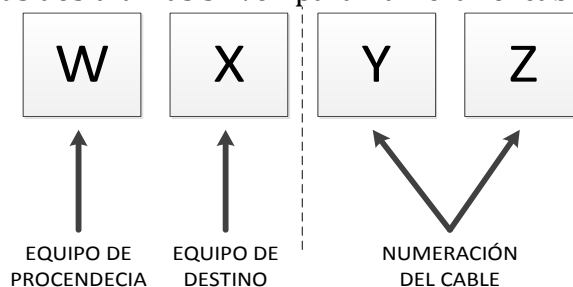 W X Y Z
EQUIPO DE PROCENDECIA
EQUIPO DE DESTINO
NUMERACIÓN DEL CABLE